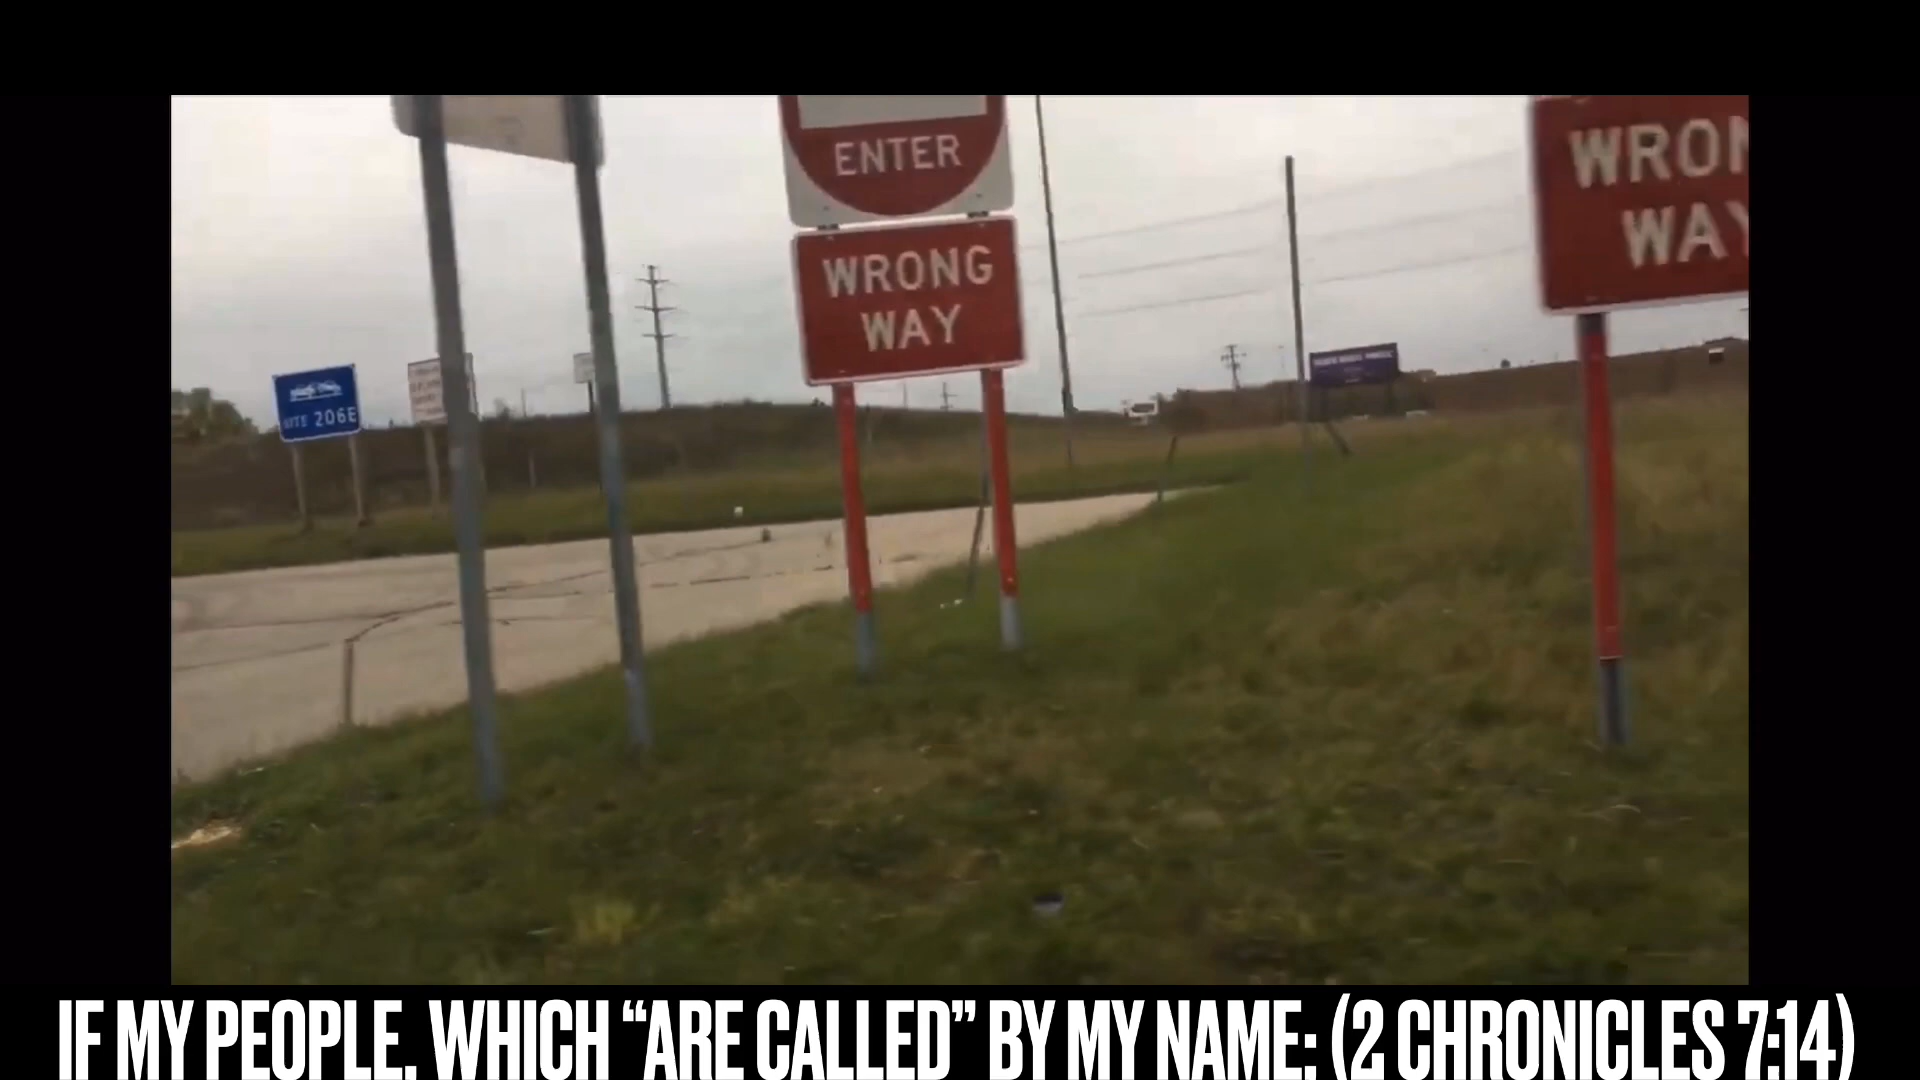 ENTER
WRONG
WAY
WRON
WAY
206E
IF MY PEOPLE, WHICH “ARE CALLED” BY MY NAME; (2 CHRONICLES 7:14)